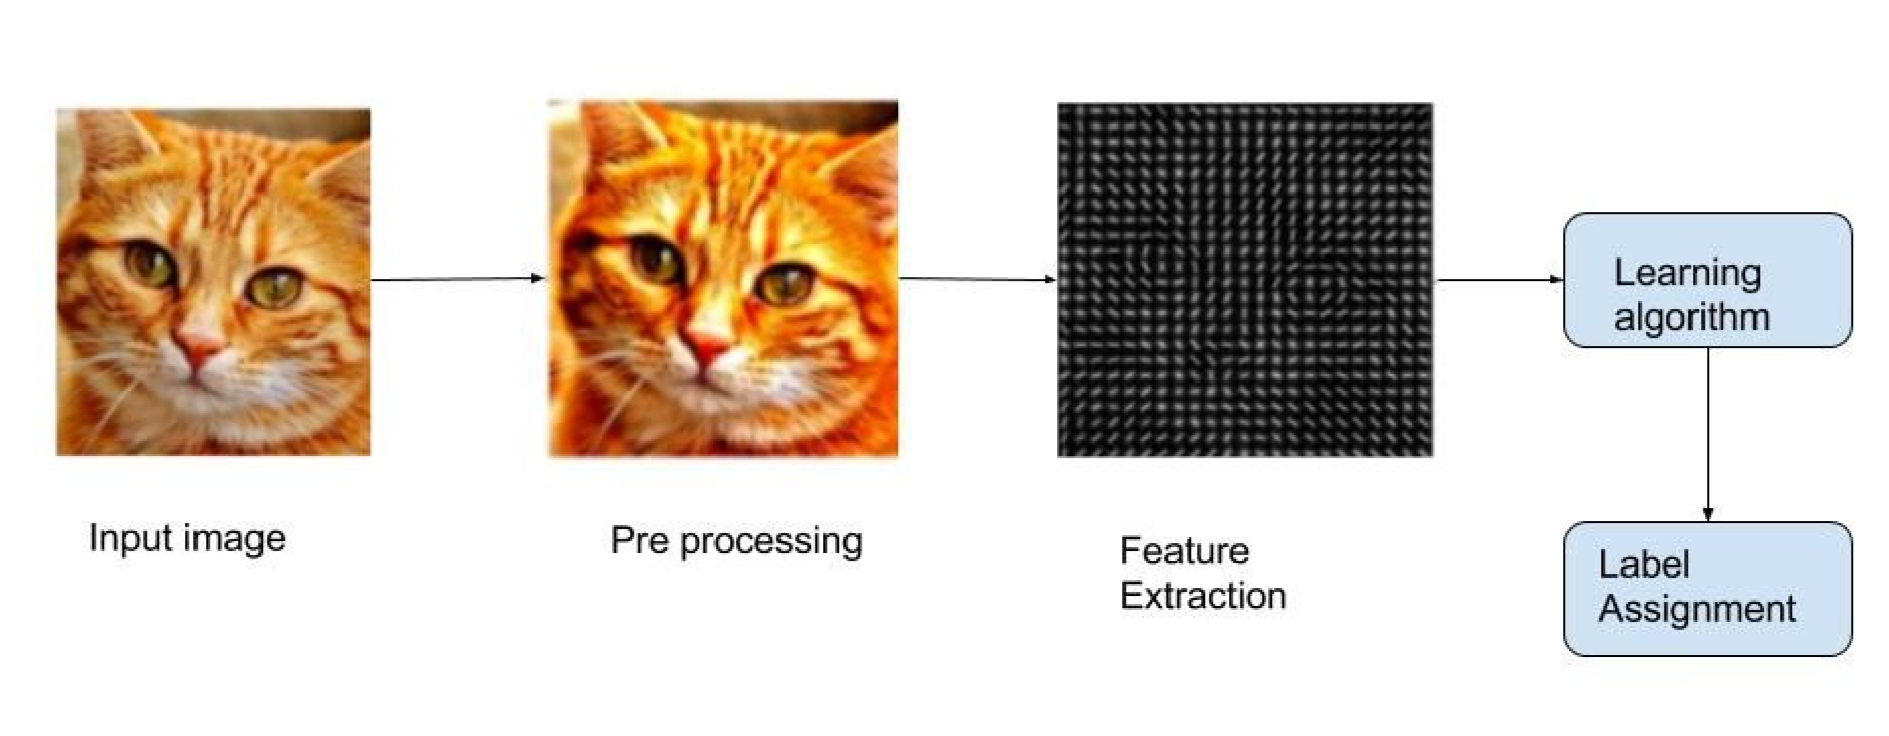 Input image
Pre processing
Feature
Extraction
Learning
algorithm
Label
Assignment